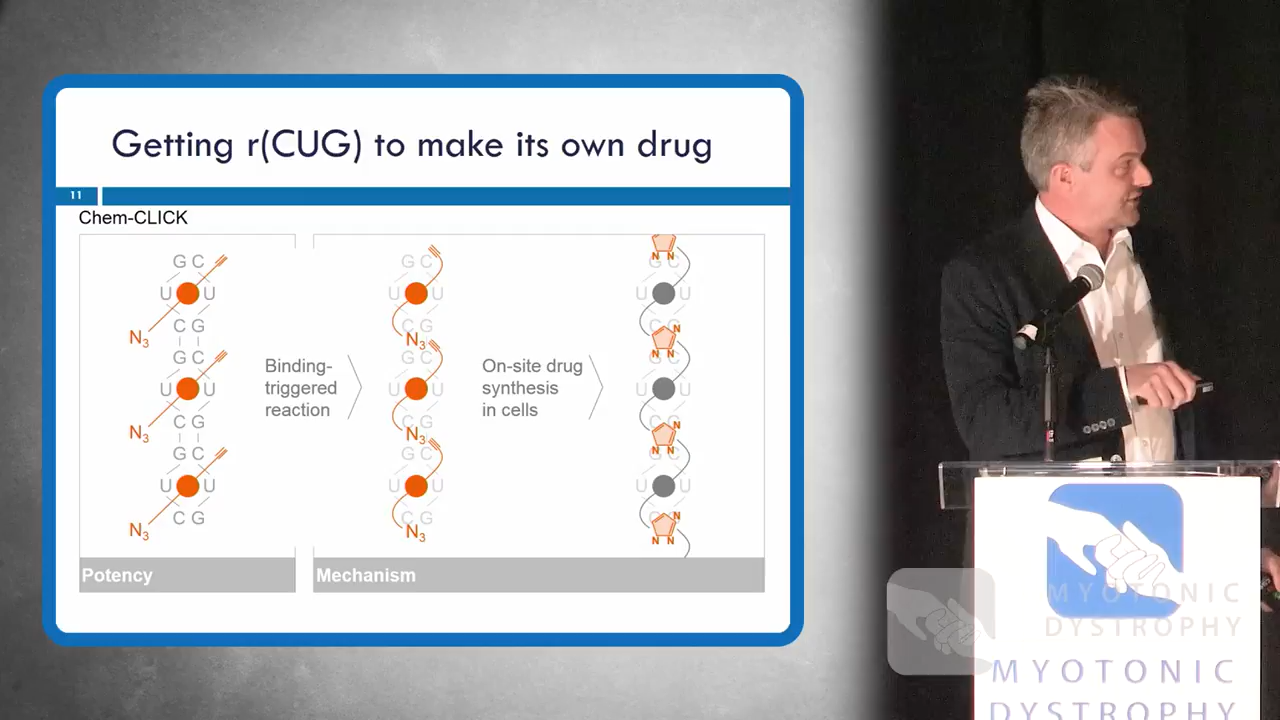 Getting r(CUG) to make its own drug
11
Chem-CLICK
G C
U U
C G
N3
G C
U U
C G
N3
G C
U U
C G
N3
Binding-
triggered
reaction
G C
U U
C G
N3
G C
U U
C G
N3
G C
U U
C G
N3
On-site drug
synthesis
in cells
N N
G C
U U
C G
N
N N
G C
U U
C G
N
N N
G C
U U
C G
N
N N
Potency
Mechanism
MYOTONIC
DYSTROPHY
MYOTONIC
DYSTROPHY